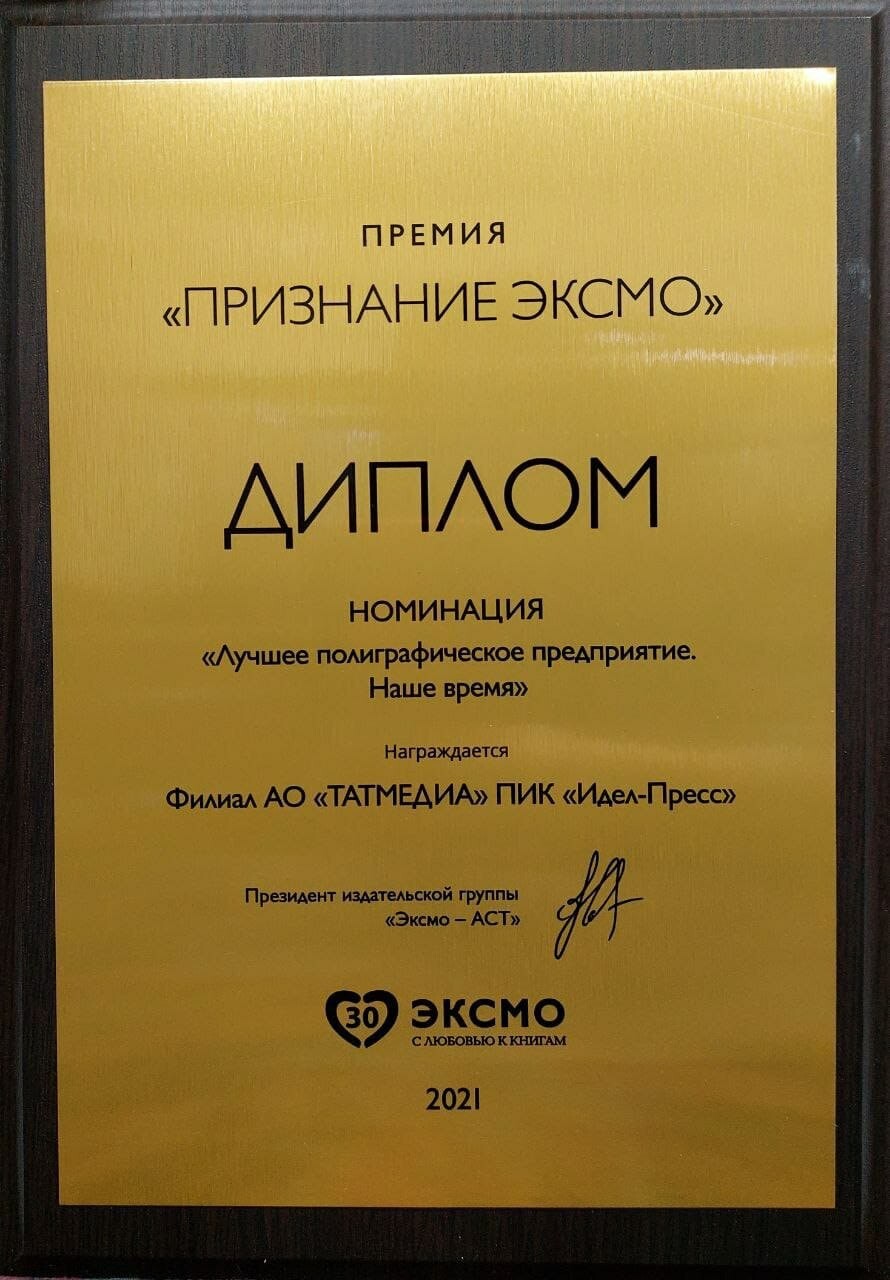 ПРЕМИЯ
«ПРИЗНАНИЕ ЭКСМО»
ДИПЛОМ
НОМИНАЦИЯ
«Лучшее полиграфическое предприятие.
Наше время»
Награждается
Филиал АО «ТАТМЕДИА» ПИК «Идел-Пресс»
Президент издательской группы
«Эксмо – АСТ»
30 ЭКСМО
С ЛЮБОВЬЮ К КНИГАМ
2021